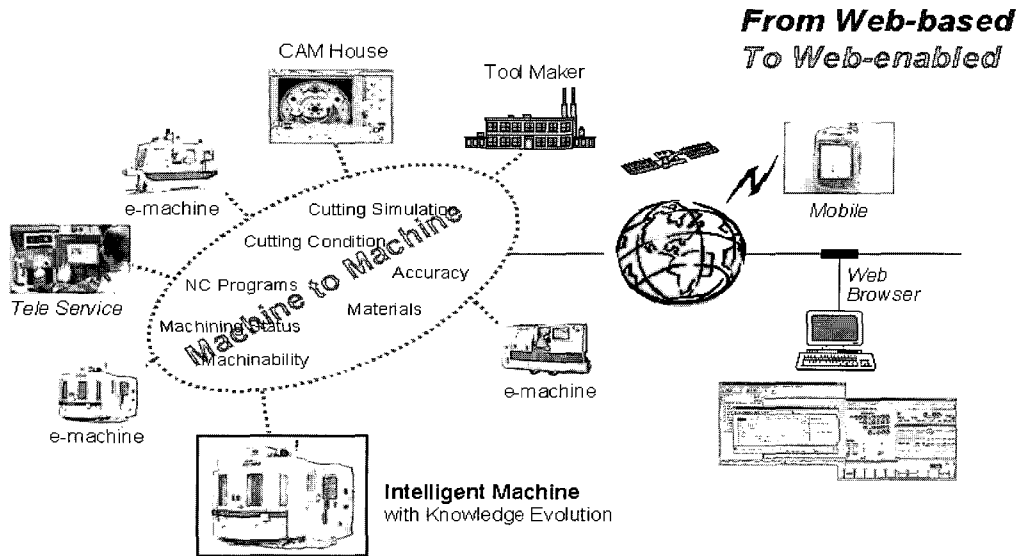 From Web-based
To Web-enabled
CAM House
Tool Maker
e-machine
Mobile
Cutting Simulation
Cutting Condition
Machine to Machine
Accuracy
NC Programs
Tele Service
Materials
Web
Browser
Machining Status
Machinability
e-machine
e-machine
Intelligent Machine
with Knowledge Evolution